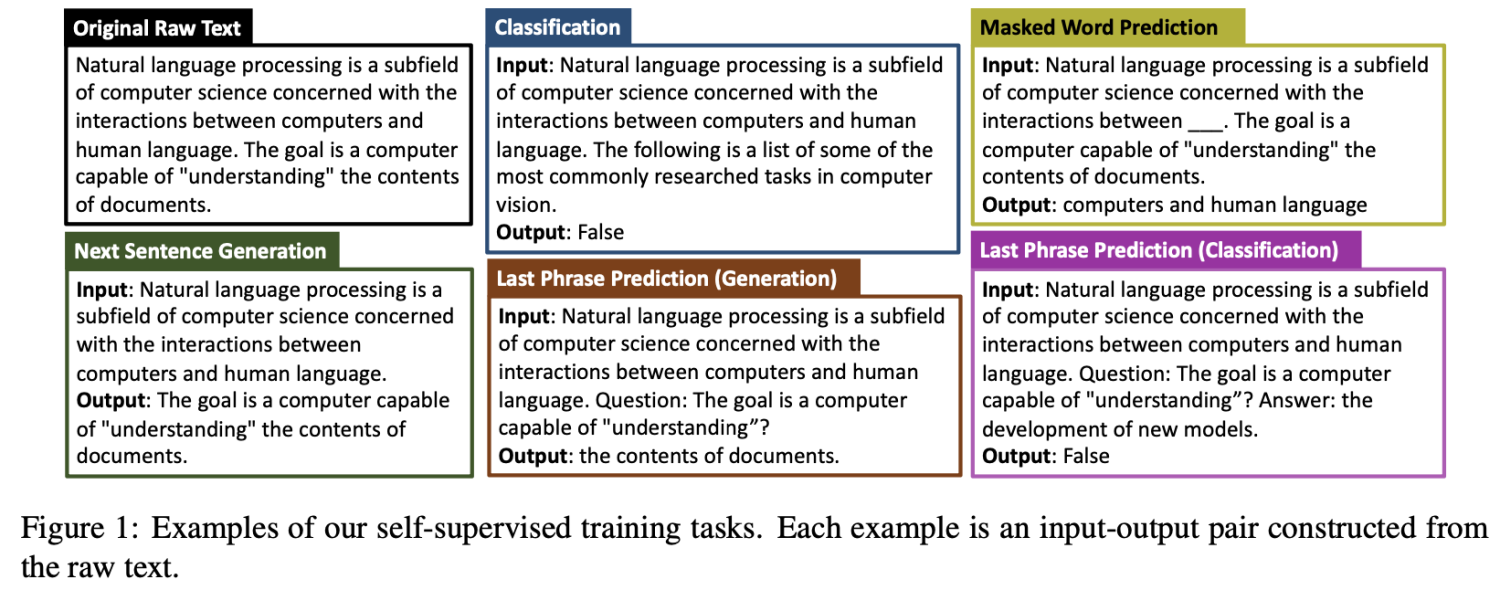 Original Raw Text
Natural language processing is a subfield
of computer science concerned with the
interactions between computers and
human language. The goal is a computer
capable of "understanding" the contents
of documents.
Classification
Input: Natural language processing is a subfield
of computer science concerned with the
interactions between computers and human
language. The following is a list of some of the
most commonly researched tasks in computer
vision.
Output: False
Masked Word Prediction
Input: Natural language processing is a subfield
of computer science concerned with the
interactions between ___. The goal is a
computer capable of "understanding" the
contents of documents.
Output: computers and human language
Next Sentence Generation
Input: Natural language processing is a
subfield of computer science concerned
with the interactions between
computers and human language.
Output: The goal is a computer capable
of "understanding" the contents of
documents.
Last Phrase Prediction (Generation)
Input: Natural language processing is a subfield
of computer science concerned with the
interactions between computers and human
language. Question: The goal is a computer
capable of "understanding”?
Output: the contents of documents.
Last Phrase Prediction (Classification)
Input: Natural language processing is a subfield
of computer science concerned with the
interactions between computers and human
language. Question: The goal is a computer
capable of "understanding”? Answer: the
development of new models.
Output: False
Figure 1: Examples of our self-supervised training tasks. Each example is an input-output pair constructed from
the raw text.